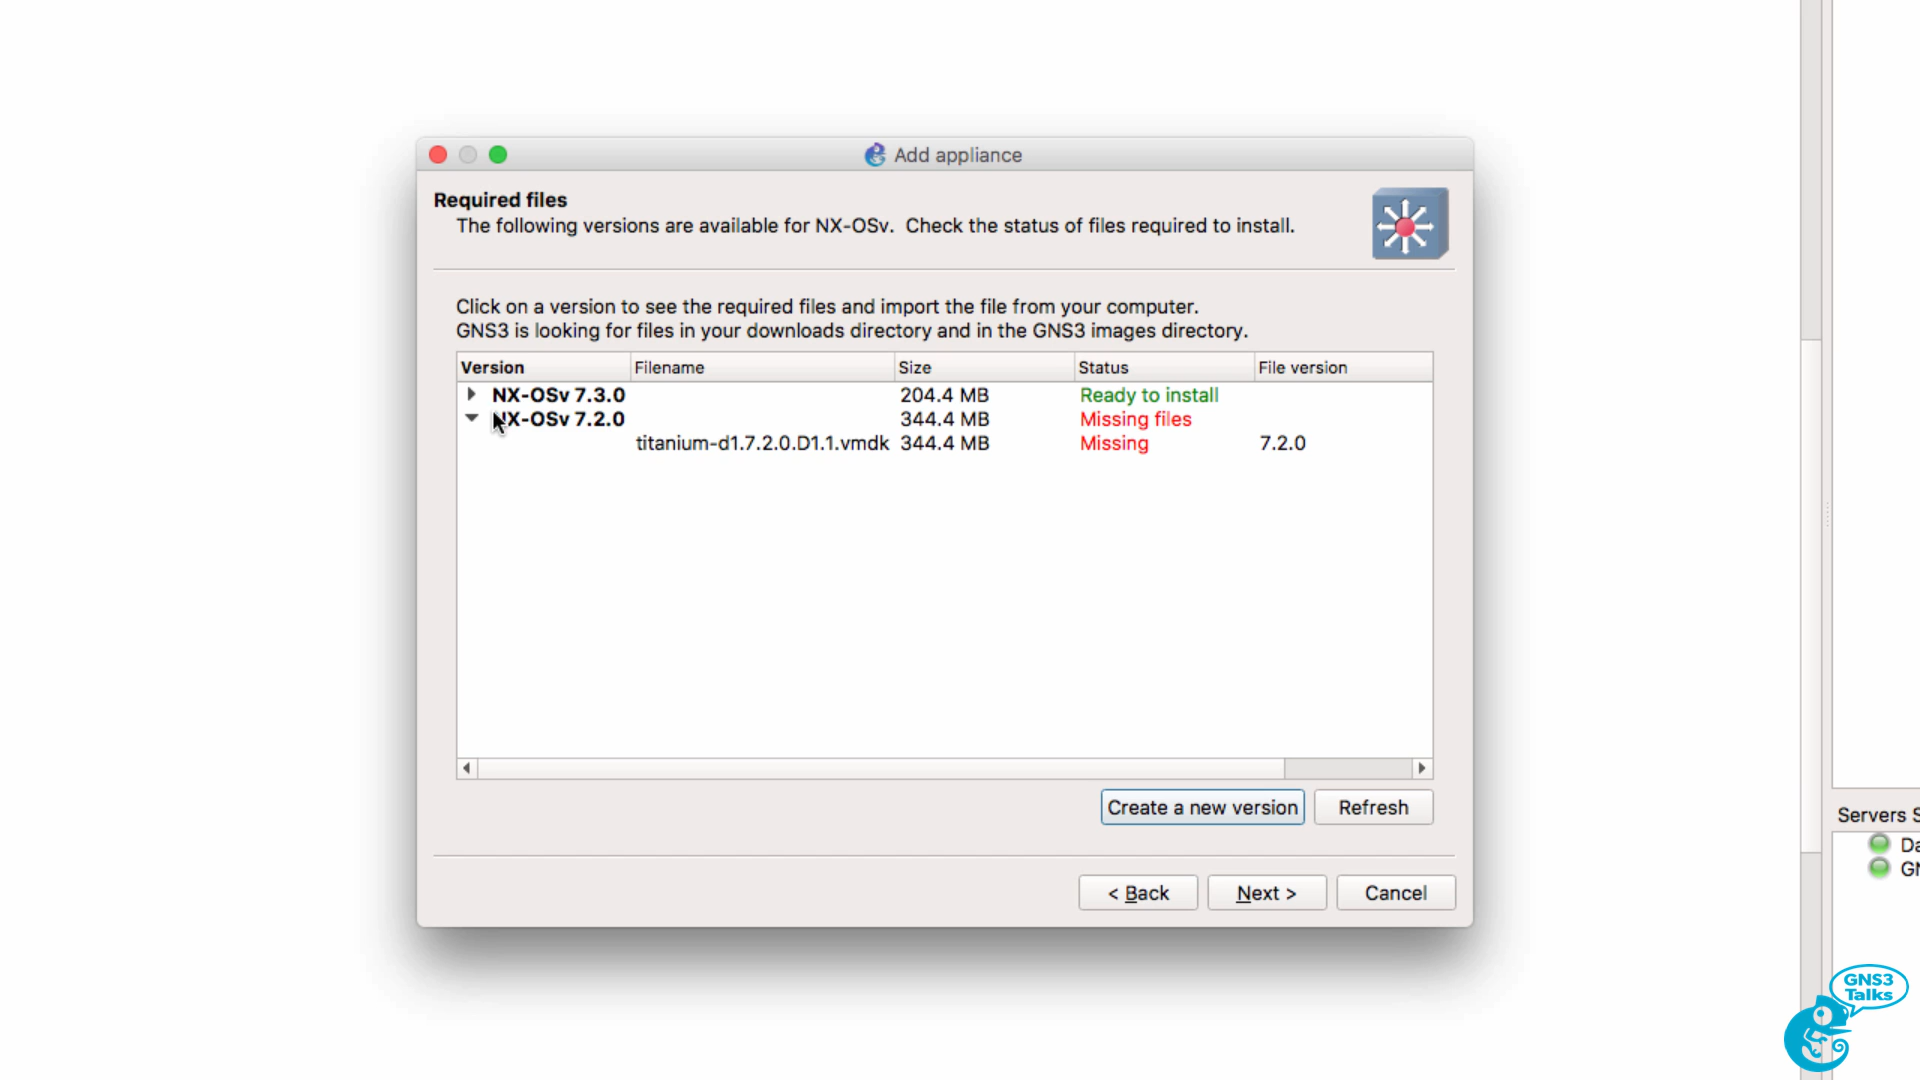 Add appliance
Required files
The following versions are available for NX-OSv.  Check the status of files required to install.
Click on a version to see the required files and import the file from your computer.
GNS3 is looking for files in your downloads directory and in the GNS3 images directory.
Version Filename Size Status File version
NX-OSv 7.3.0 204.4 MB Ready to install
NX-OSv 7.2.0 344.4 MB Missing files
titanium-d1.7.2.0.D1.1.vmdk 344.4 MB Missing 7.2.0
Create a new version Refresh
< Back Next > Cancel
Servers
GNS3
Talks